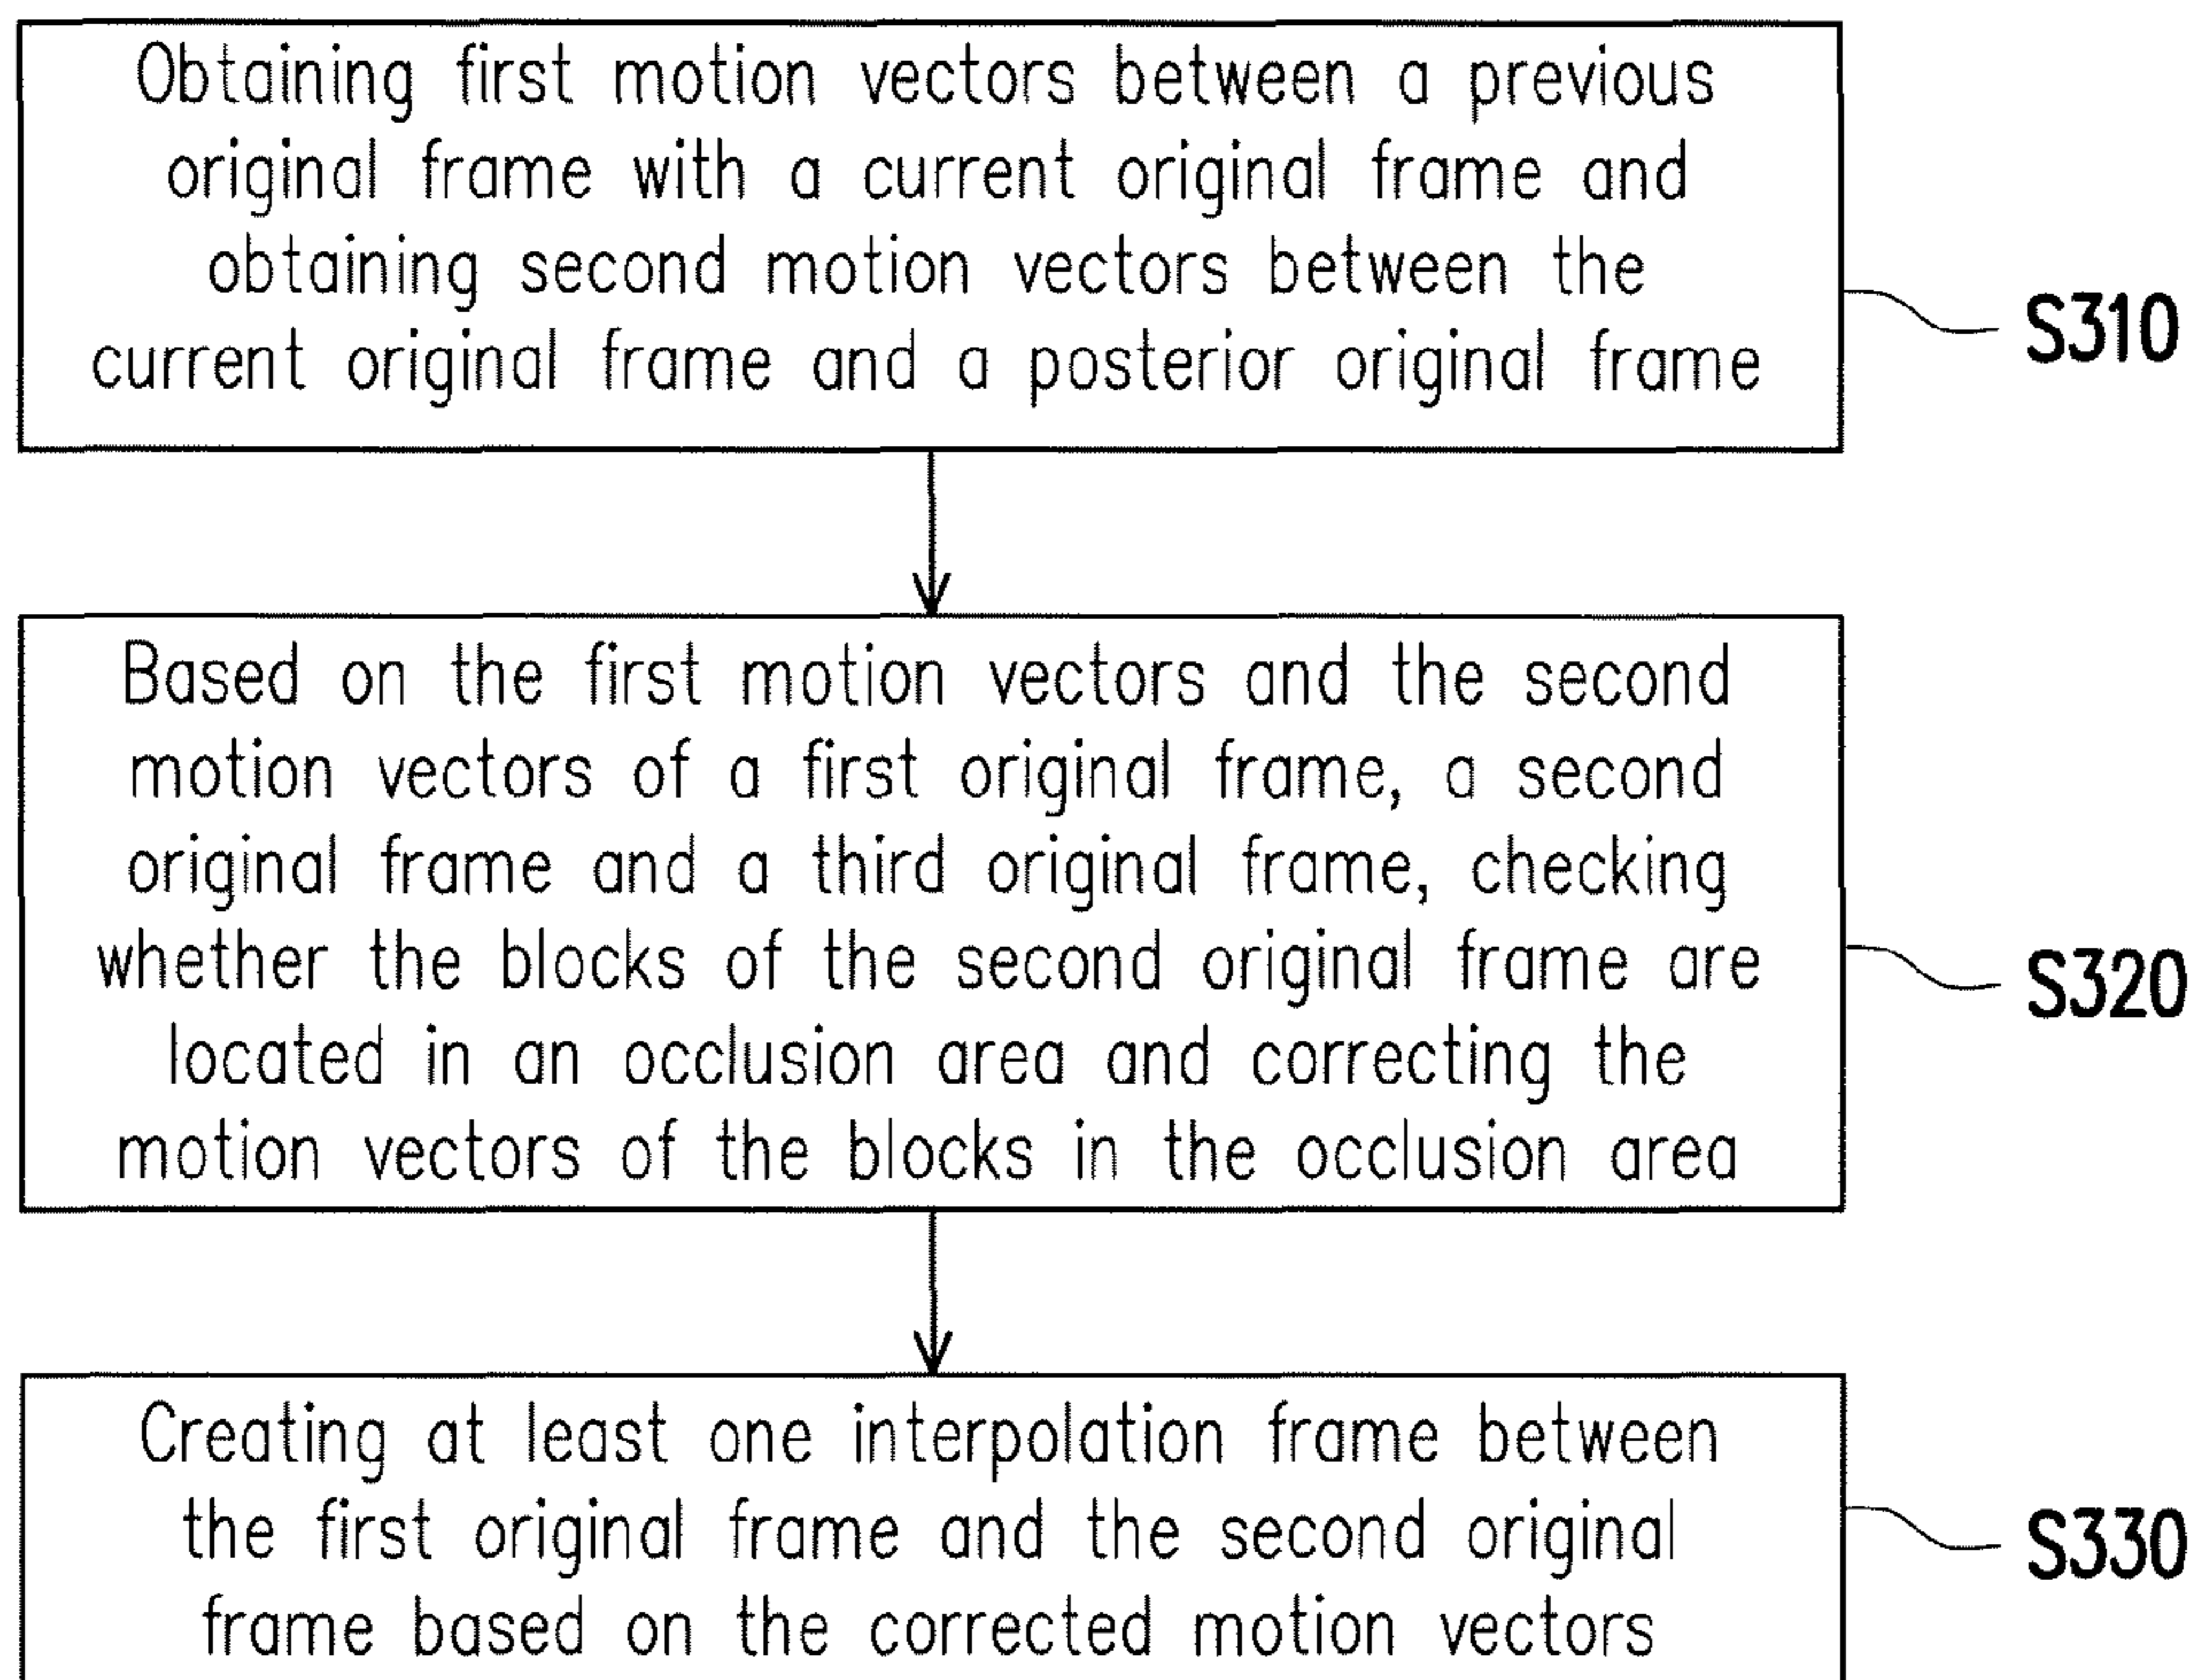 Obtaining first motion vectors between a previous
original frame with a current original frame and
obtaining second motion vectors between the
current original frame and a posterior original frame
S310
Based on the first motion vectors and the second
motion vectors of a first original frame, a second
original frame and a third original frame, checking
whether the blocks of the second original frame are
located in an occlusion area and correcting the
motion vectors of the blocks in the occlusion area
S320
Creating at least one interpolation frame between
the first original frame and the second original
frame based on the corrected motion vectors
S330